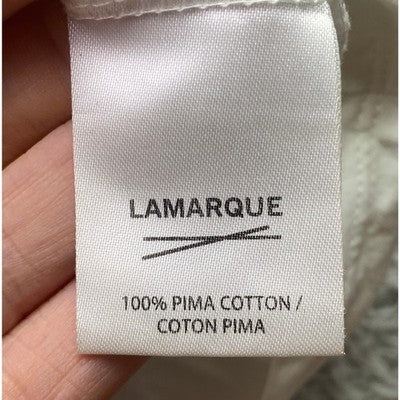 LAMARQUE
100% PIMA COTTON /
COTON PIMA